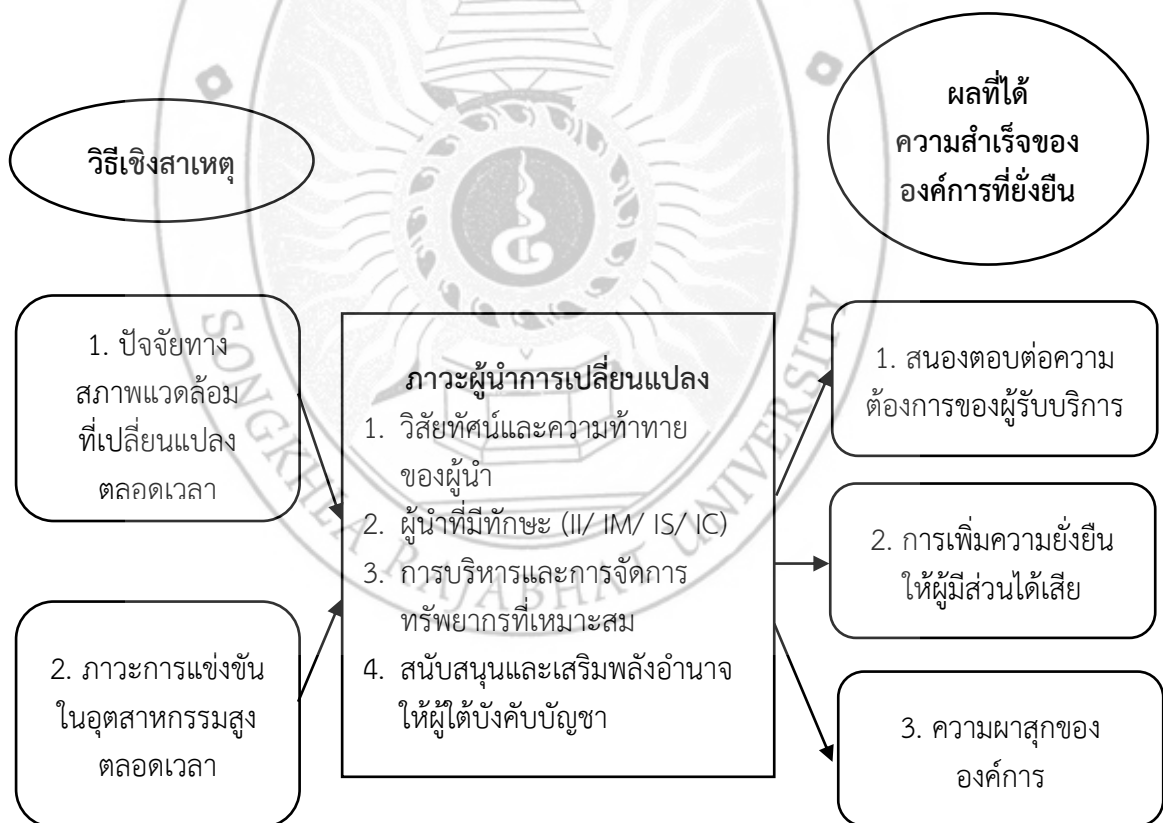 วิธีเชิงสาเหตุ
ผลที่ได้
ความสำเร็จของ
องค์การที่ยั่งยืน
1. ปัจจัยทาง
สภาพแวดล้อม
ที่เปลี่ยนแปลง
ตลอดเวลา
2. ภาวะการแข่งขัน
ในอุตสาหกรรมสูง
ตลอดเวลา
ภาวะผู้นำการเปลี่ยนแปลง
1. วิสัยทัศน์และความท้าทาย
ของผู้นำ
2. ผู้นำที่มีทักษะ (II/ IM/ IS/ IC)
3. การบริหารและการจัดการ
ทรัพยากรที่เหมาะสม
4. สนับสนุนและเสริมพลังอำนาจ
ให้ผู้ใต้บังคับบัญชา
1. สนองตอบต่อความ
ต้องการของผู้รับบริการ
2. การเพิ่มความยั่งยืน
ให้ผู้มีส่วนได้เสีย
3. ความผาสุกของ
องค์การ
SONGKHLA RAJABHAT UNIVERSITY